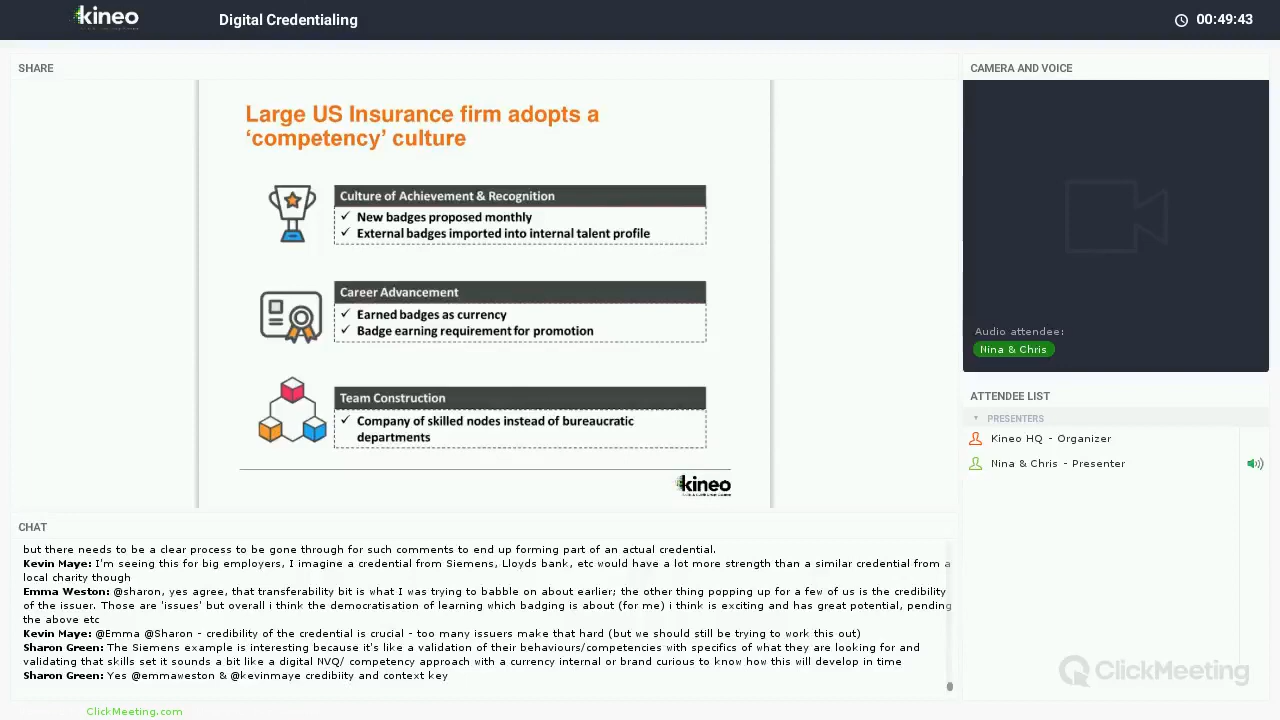 kineo
Digital Credentialing
00:49:43
SHARE
CAMERA AND VOICE
Large US Insurance firm adopts a
‘competency’ culture
Culture of Achievement & Recognition
✓ New badges proposed monthly
✓ External badges imported into internal talent profile
Career Advancement
✓ Earned badges as currency
✓ Badge earning requirement for promotion
Team Construction
✓ Company of skilled nodes instead of bureaucratic
departments
kineo
Audio attendee:
Nina & Chris
ATTENDEE LIST
PRESENTERS
Kineo HQ - Organizer
Nina & Chris - Presenter
CHAT
but there needs to be a clear process to be gone through for such comments to end up forming part of an actual credential.
Kevin Maye: I'm seeing this for big employers, I imagine a credential from Siemens, Lloyds bank, etc would have a lot more strength than a similar credential from a
local charity though
Emma Weston: @sharon, yes agree, that transferability bit is what I was trying to babble on about earlier; the other thing popping up for a few of us is the credibility
of the issuer. Those are 'issues' but overall i think the democratisation of learning which badging is about (for me) i think is exciting and has great potential, pending
the above etc
Kevin Maye: @Emma @Sharon - credibility of the credential is crucial - too many issuers make that hard (but we should still be trying to work this out)
Sharon Green: The Siemens example is interesting because it's like a validation of their behaviours/competencies with specifics of what they are looking for and
validating that skills set it sounds a bit like a digital NVQ/ competency approach with a currency internal or brand curious to know how this will develop in time
Sharon Green: Yes @emmaweston & @kevinmaye credibiity and context key
ClickMeeting
ClickMeeting.com